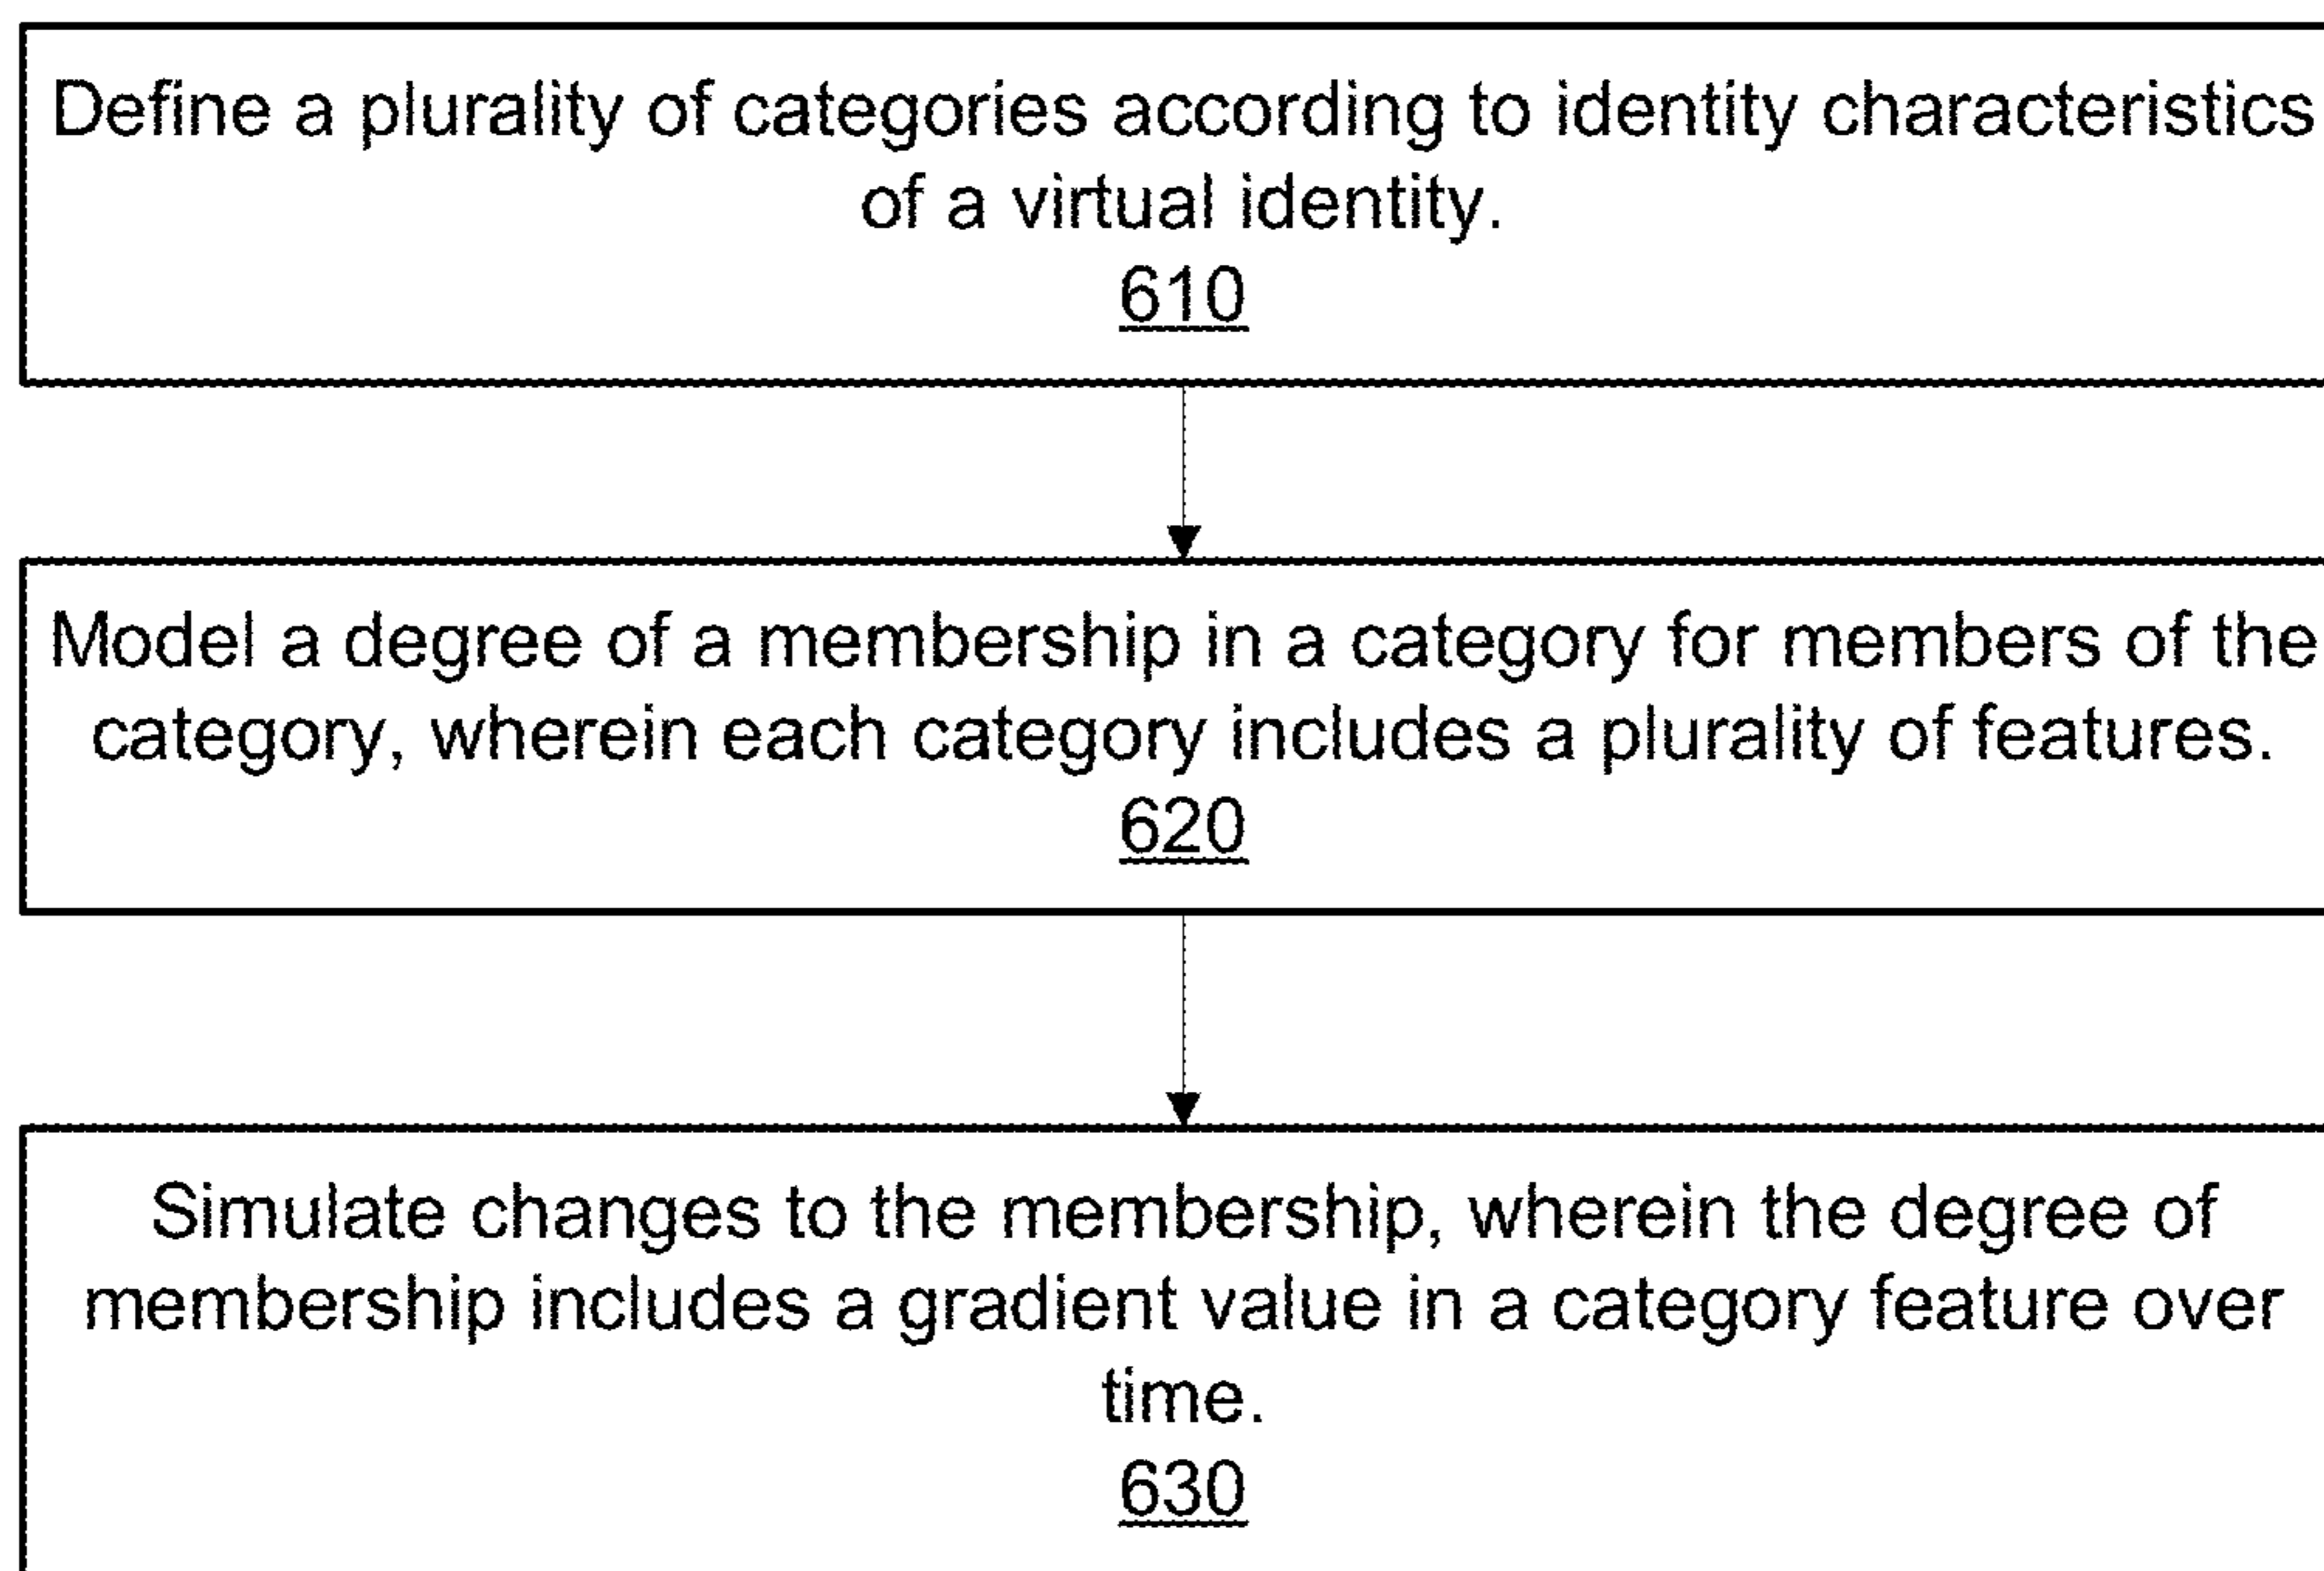 Define a plurality of categories according to identity characteristics
of a virtual identity.
610
Model a degree of a membership in a category for members of the
category, wherein each category includes a plurality of features.
620
Simulate changes to the membership, wherein the degree of
membership includes a gradient value in a category feature over
time.
630